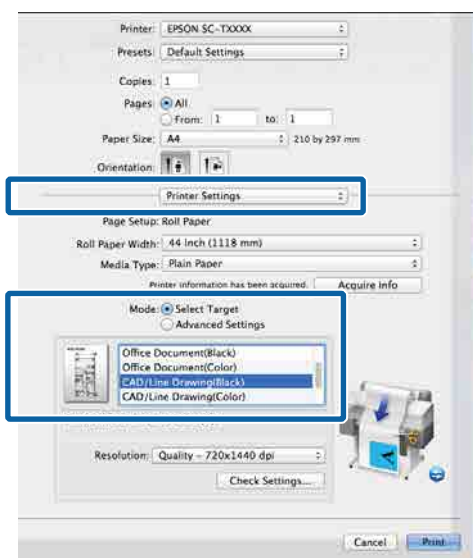 Printer: EPSON SC-TXXXX
Presets: Default Settings
Copies: 1
Pages: All
From: 1 to: 1
Paper Size: A4 210 by 297 mm
Orientation:
Printer Settings
Page Setup: Roll Paper
Roll Paper Width: 44 Inch (1118 mm)
Media Type: Plain Paper
Printer information has been acquired. Acquire Info
Mode: Select Target
Advanced Settings
Office Document(Black)
Office Document(Color)
CAD/Line Drawing(Black)
CAD/Line Drawing(Color)
Resolution: Quality - 720x1440 dpi
Check Settings...
Cancel Print